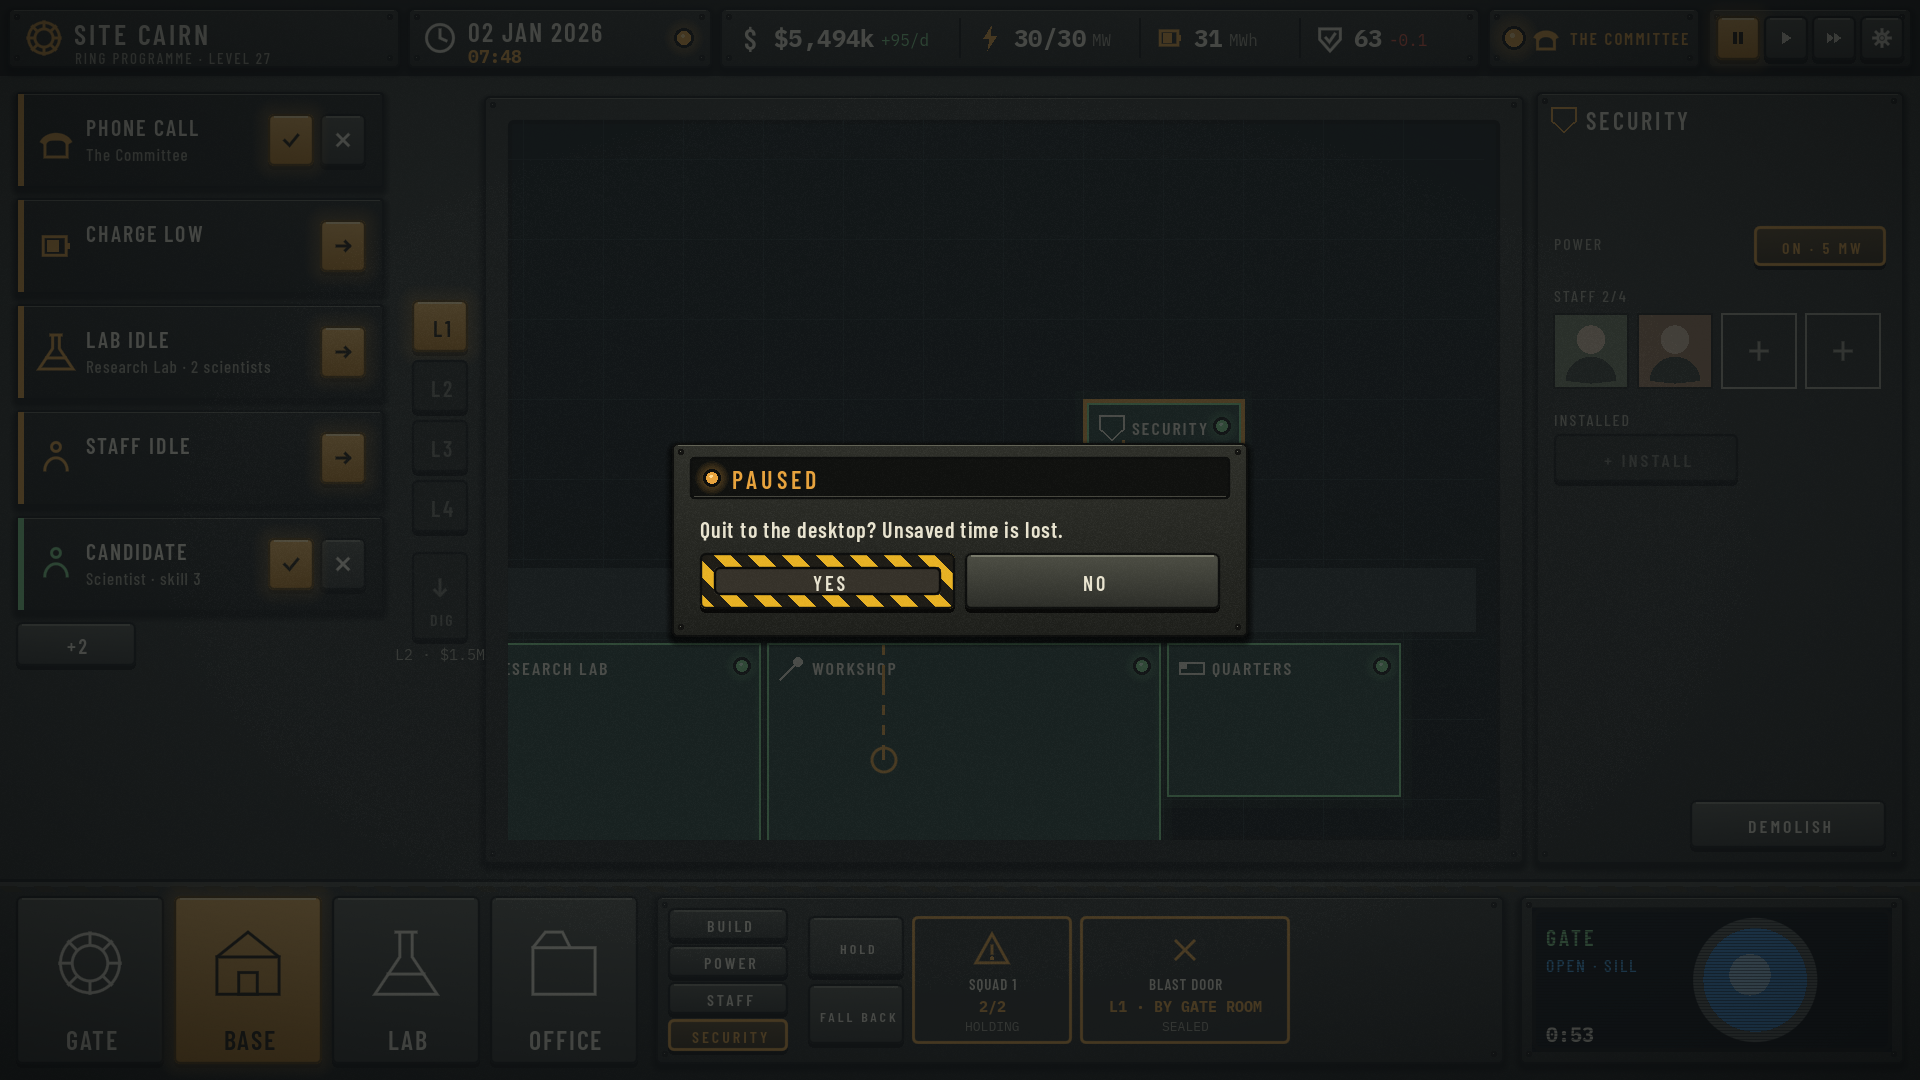 SITE CAIRN
RING PROGRAMME · LEVEL 27
02 JAN 2026
07:48
$ $5,494k +95/d
30/30 MW
31 MWh
63 -0.1
THE COMMITTEE
PHONE CALL
The Committee
CHARGE LOW
LAB IDLE
Research Lab · 2 scientists
STAFF IDLE
CANDIDATE
Scientist · skill 3
+2
L1
L2
L3
L4
DIG
L2 · $1.5M
SECURITY
PAUSED
Quit to the desktop? Unsaved time is lost.
YES
NO
ESEARCH LAB
WORKSHOP
QUARTERS
SECURITY
POWER
ON · 5 MW
STAFF 2/4
+
+
INSTALLED
+ INSTALL
DEMOLISH
GATE
BASE
LAB
OFFICE
BUILD
POWER
STAFF
SECURITY
HOLD
FALL BACK
SQUAD 1
2/2
HOLDING
BLAST DOOR
L1 · BY GATE ROOM
SEALED
GATE
OPEN · SILL
0:53